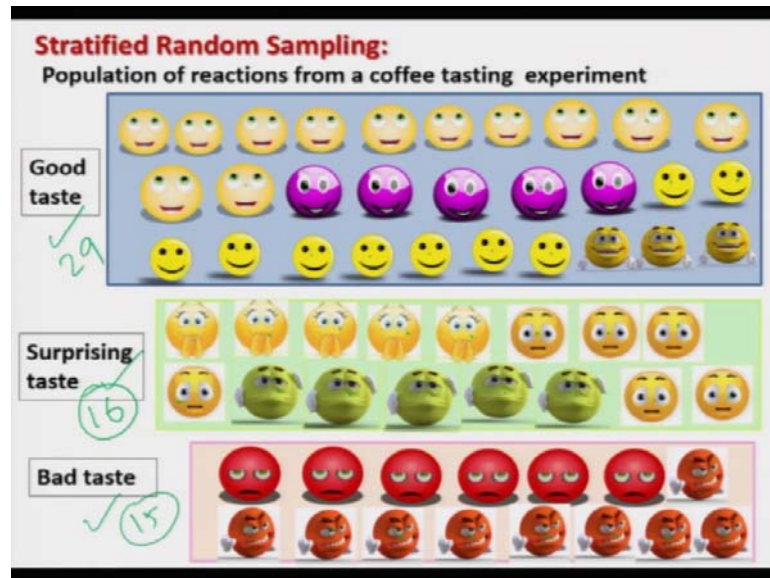 Stratified Random Sampling:
Population of reactions from a coffee tasting experiment
Good
taste
29
Surprising
taste
16
Bad taste
15